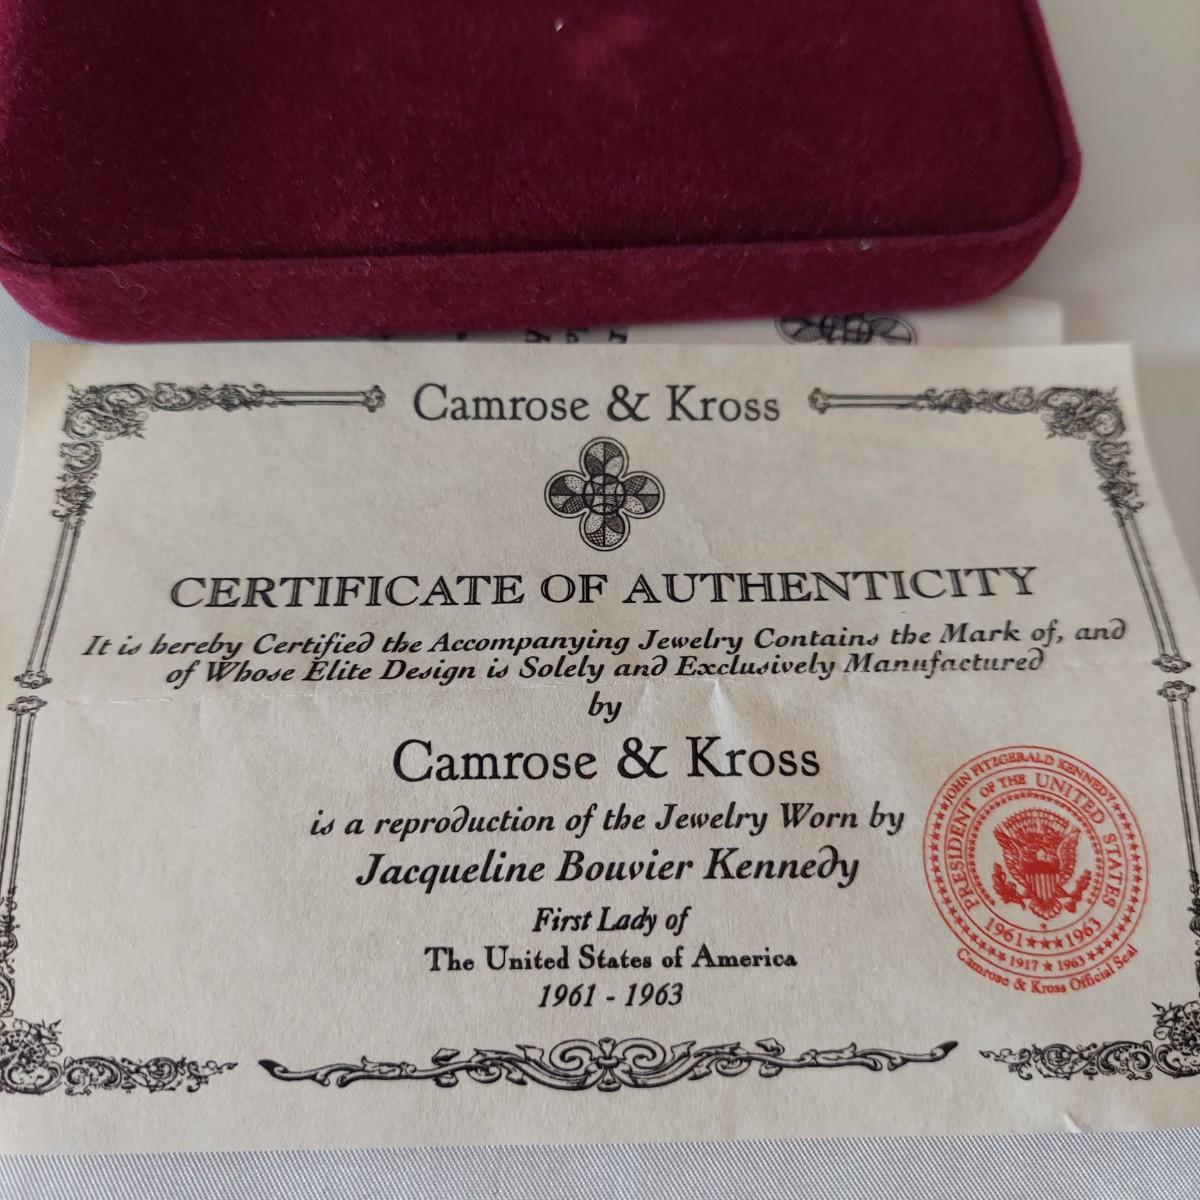 Camrose & Kross
CERTIFICATE OF AUTHENTICITY
It is hereby Certified the Accompanying Jewelry Contains the Mark of, and
of Whose Elite Design is Solely and Exclusively Manufactured
by
Camrose & Kross
is a reproduction of the Jewelry Worn by
Jacqueline Bouvier Kennedy
First Lady of
The United States of America
1961 - 1963
JOHN FITZGERALD KENNEDY
PRESIDENT OF THE UNITED STATES
1961★★★1963
1917 ★ 1963
Camrose & Kross Official Seal